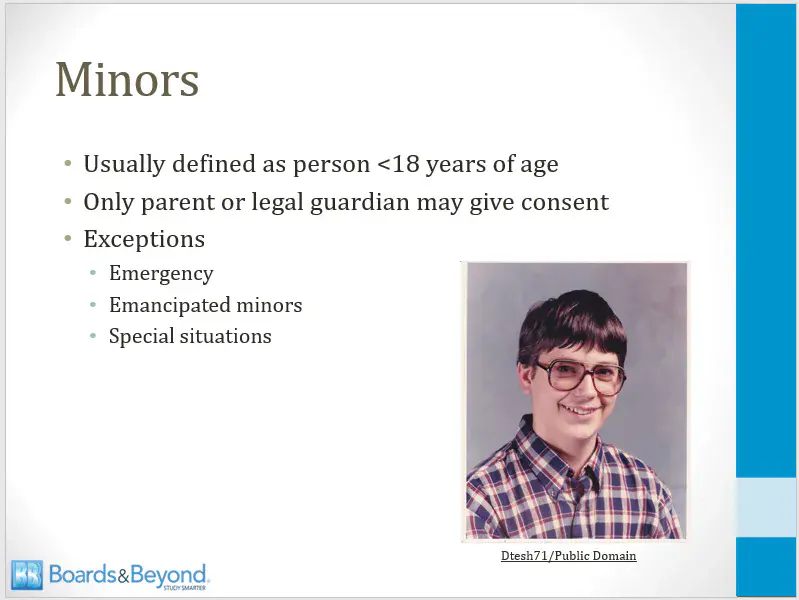 Minors
• Usually defined as person <18 years of age
• Only parent or legal guardian may give consent
• Exceptions
• Emergency
• Emancipated minors
• Special situations
Dtesh71/Public Domain
BB Boards&Beyond®
STUDY SMARTER